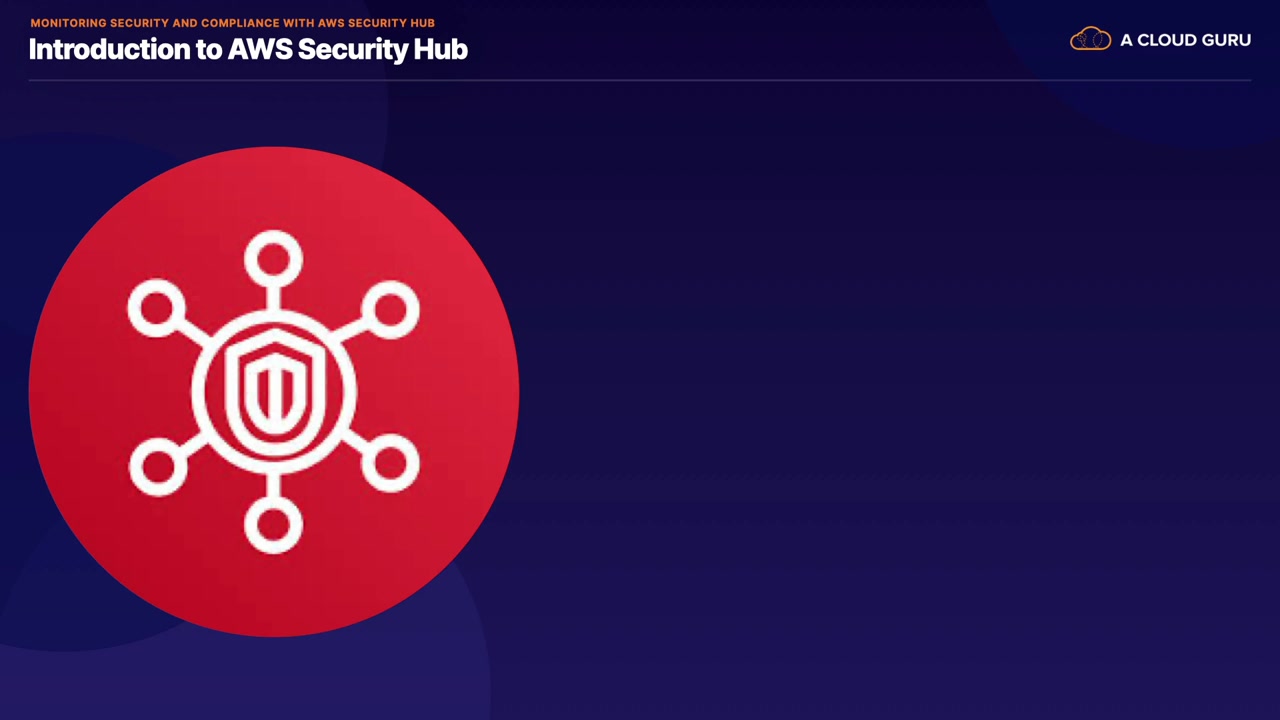 MONITORING SECURITY AND COMPLIANCE WITH AWS SECURITY HUB
Introduction to AWS Security Hub
A CLOUD GURU